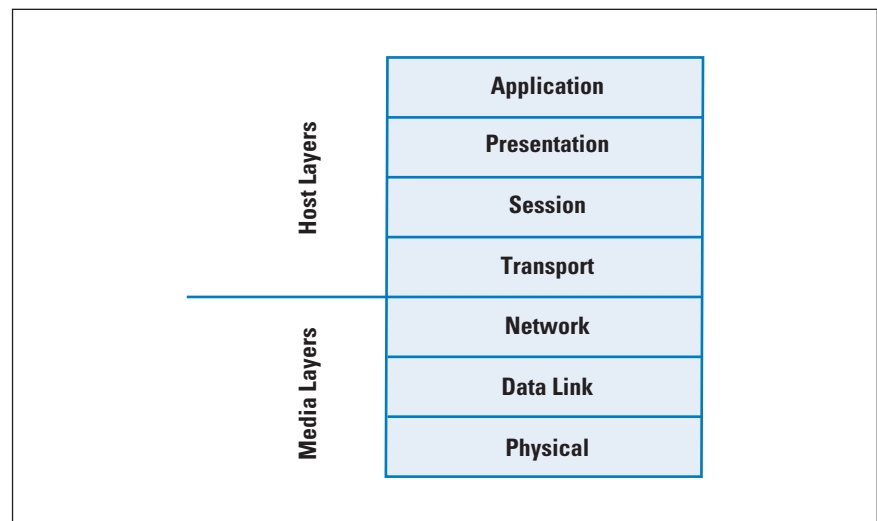 Host Layers
Application
Presentation
Session
Transport
Media Layers
Network
Data Link
Physical